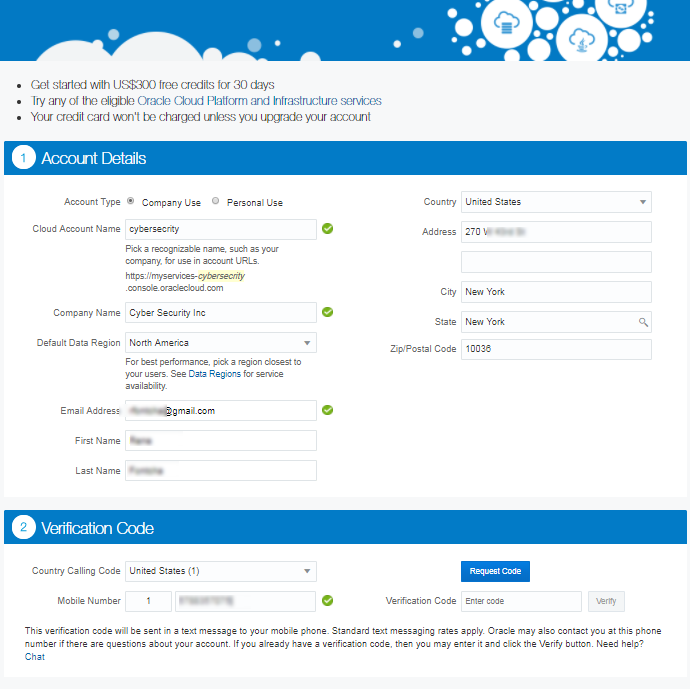 Get started with US$300 free credits for 30 days
Try any of the eligible Oracle Cloud Platform and Infrastructure services
Your credit card won't be charged unless you upgrade your account
1 Account Details
Account Type Company Use Personal Use
Cloud Account Name cybersecrity
Pick a recognizable name, such as your
company, for use in account URLs.
https://myservices-cybersecrity
.console.oraclecloud.com
Company Name Cyber Security Inc
Default Data Region North America
For best performance, pick a region closest to
your users. See Data Regions for service
availability.
Email Address @gmail.com
First Name
Last Name
Country United States
Address 270
City New York
State New York
Zip/Postal Code 10036
2 Verification Code
Country Calling Code United States (1)
Request Code
Mobile Number 1
Verification Code Enter code Verify
This verification code will be sent in a text message to your mobile phone. Standard text messaging rates apply. Oracle may also contact you at this phone
number if there are questions about your account. If you already have a verification code, then you may enter it and click the Verify button. Need help?
Chat